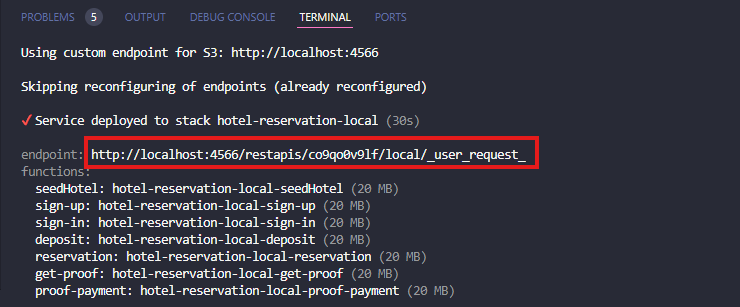 PROBLEMS 5 OUTPUT DEBUG CONSOLE TERMINAL PORTS
Using custom endpoint for S3: http://localhost:4566
Skipping reconfiguring of endpoints (already reconfigured)
✔ Service deployed to stack hotel-reservation-local (30s)
endpoint: http://localhost:4566/restapis/co9qo0v9lf/local/_user_request_
functions:
seedHotel: hotel-reservation-local-seedHotel (20 MB)
sign-up: hotel-reservation-local-sign-up (20 MB)
sign-in: hotel-reservation-local-sign-in (20 MB)
deposit: hotel-reservation-local-deposit (20 MB)
reservation: hotel-reservation-local-reservation (20 MB)
get-proof: hotel-reservation-local-get-proof (20 MB)
proof-payment: hotel-reservation-local-proof-payment (20 MB)